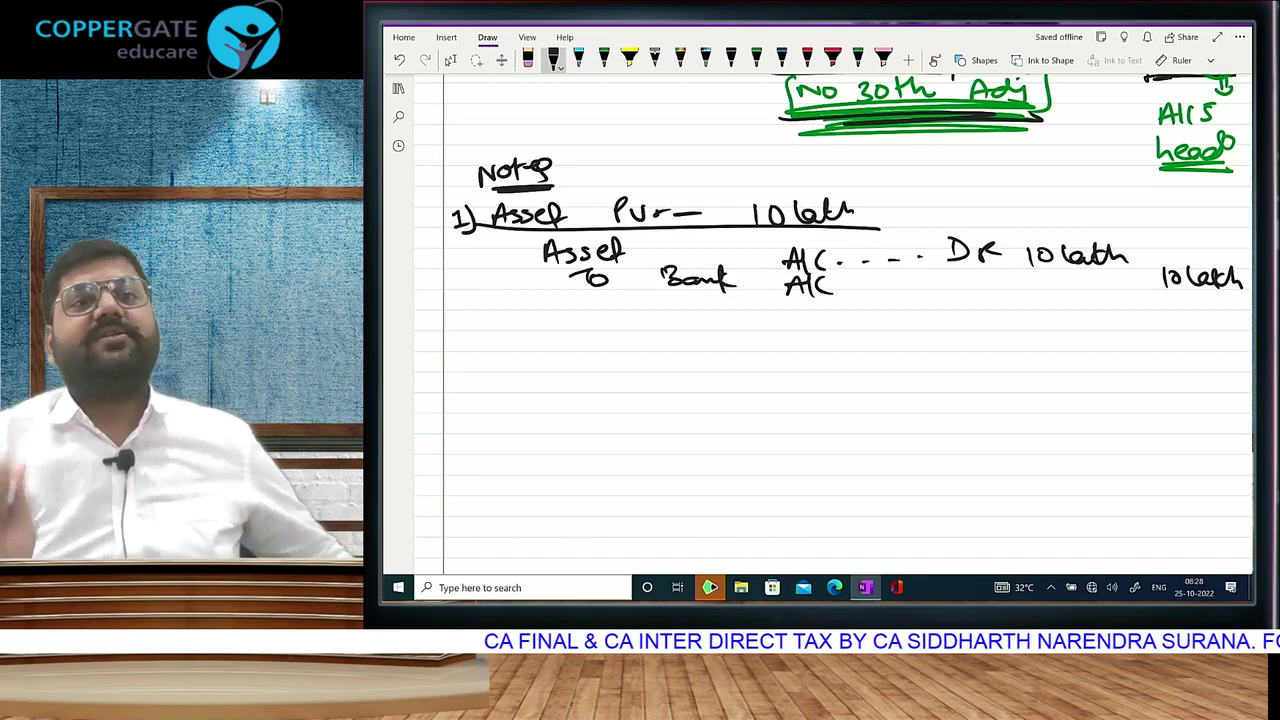 COPPERGATE
educare
Home Insert Draw View Help
Saved offline
Share
Shapes
Ink to Shape
Ink to Text
Ruler
[No 30th Adj]
A/C 5
heads
Notes
1) Asset Pur— 10 lakh
Asset A/C.... DR 10 lakh
To Bank A/C 10 lakh
Type here to search
32°C
ENG
08:28
25-10-2022
CA FINAL & CA INTER DIRECT TAX BY CA SIDDHARTH NARENDRA SURANA. FO